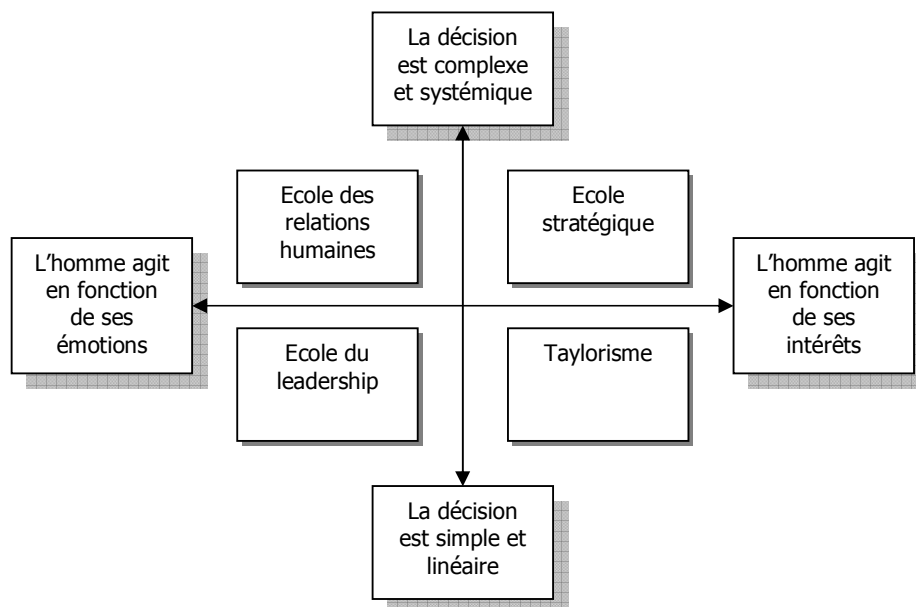 La décision
est complexe
et systémique
Ecole des
relations
humaines
Ecole
stratégique
L'homme agit
en fonction
de ses
émotions
L'homme agit
en fonction
de ses
intérêts
Ecole du
leadership
Taylorisme
La décision
est simple et
linéaire